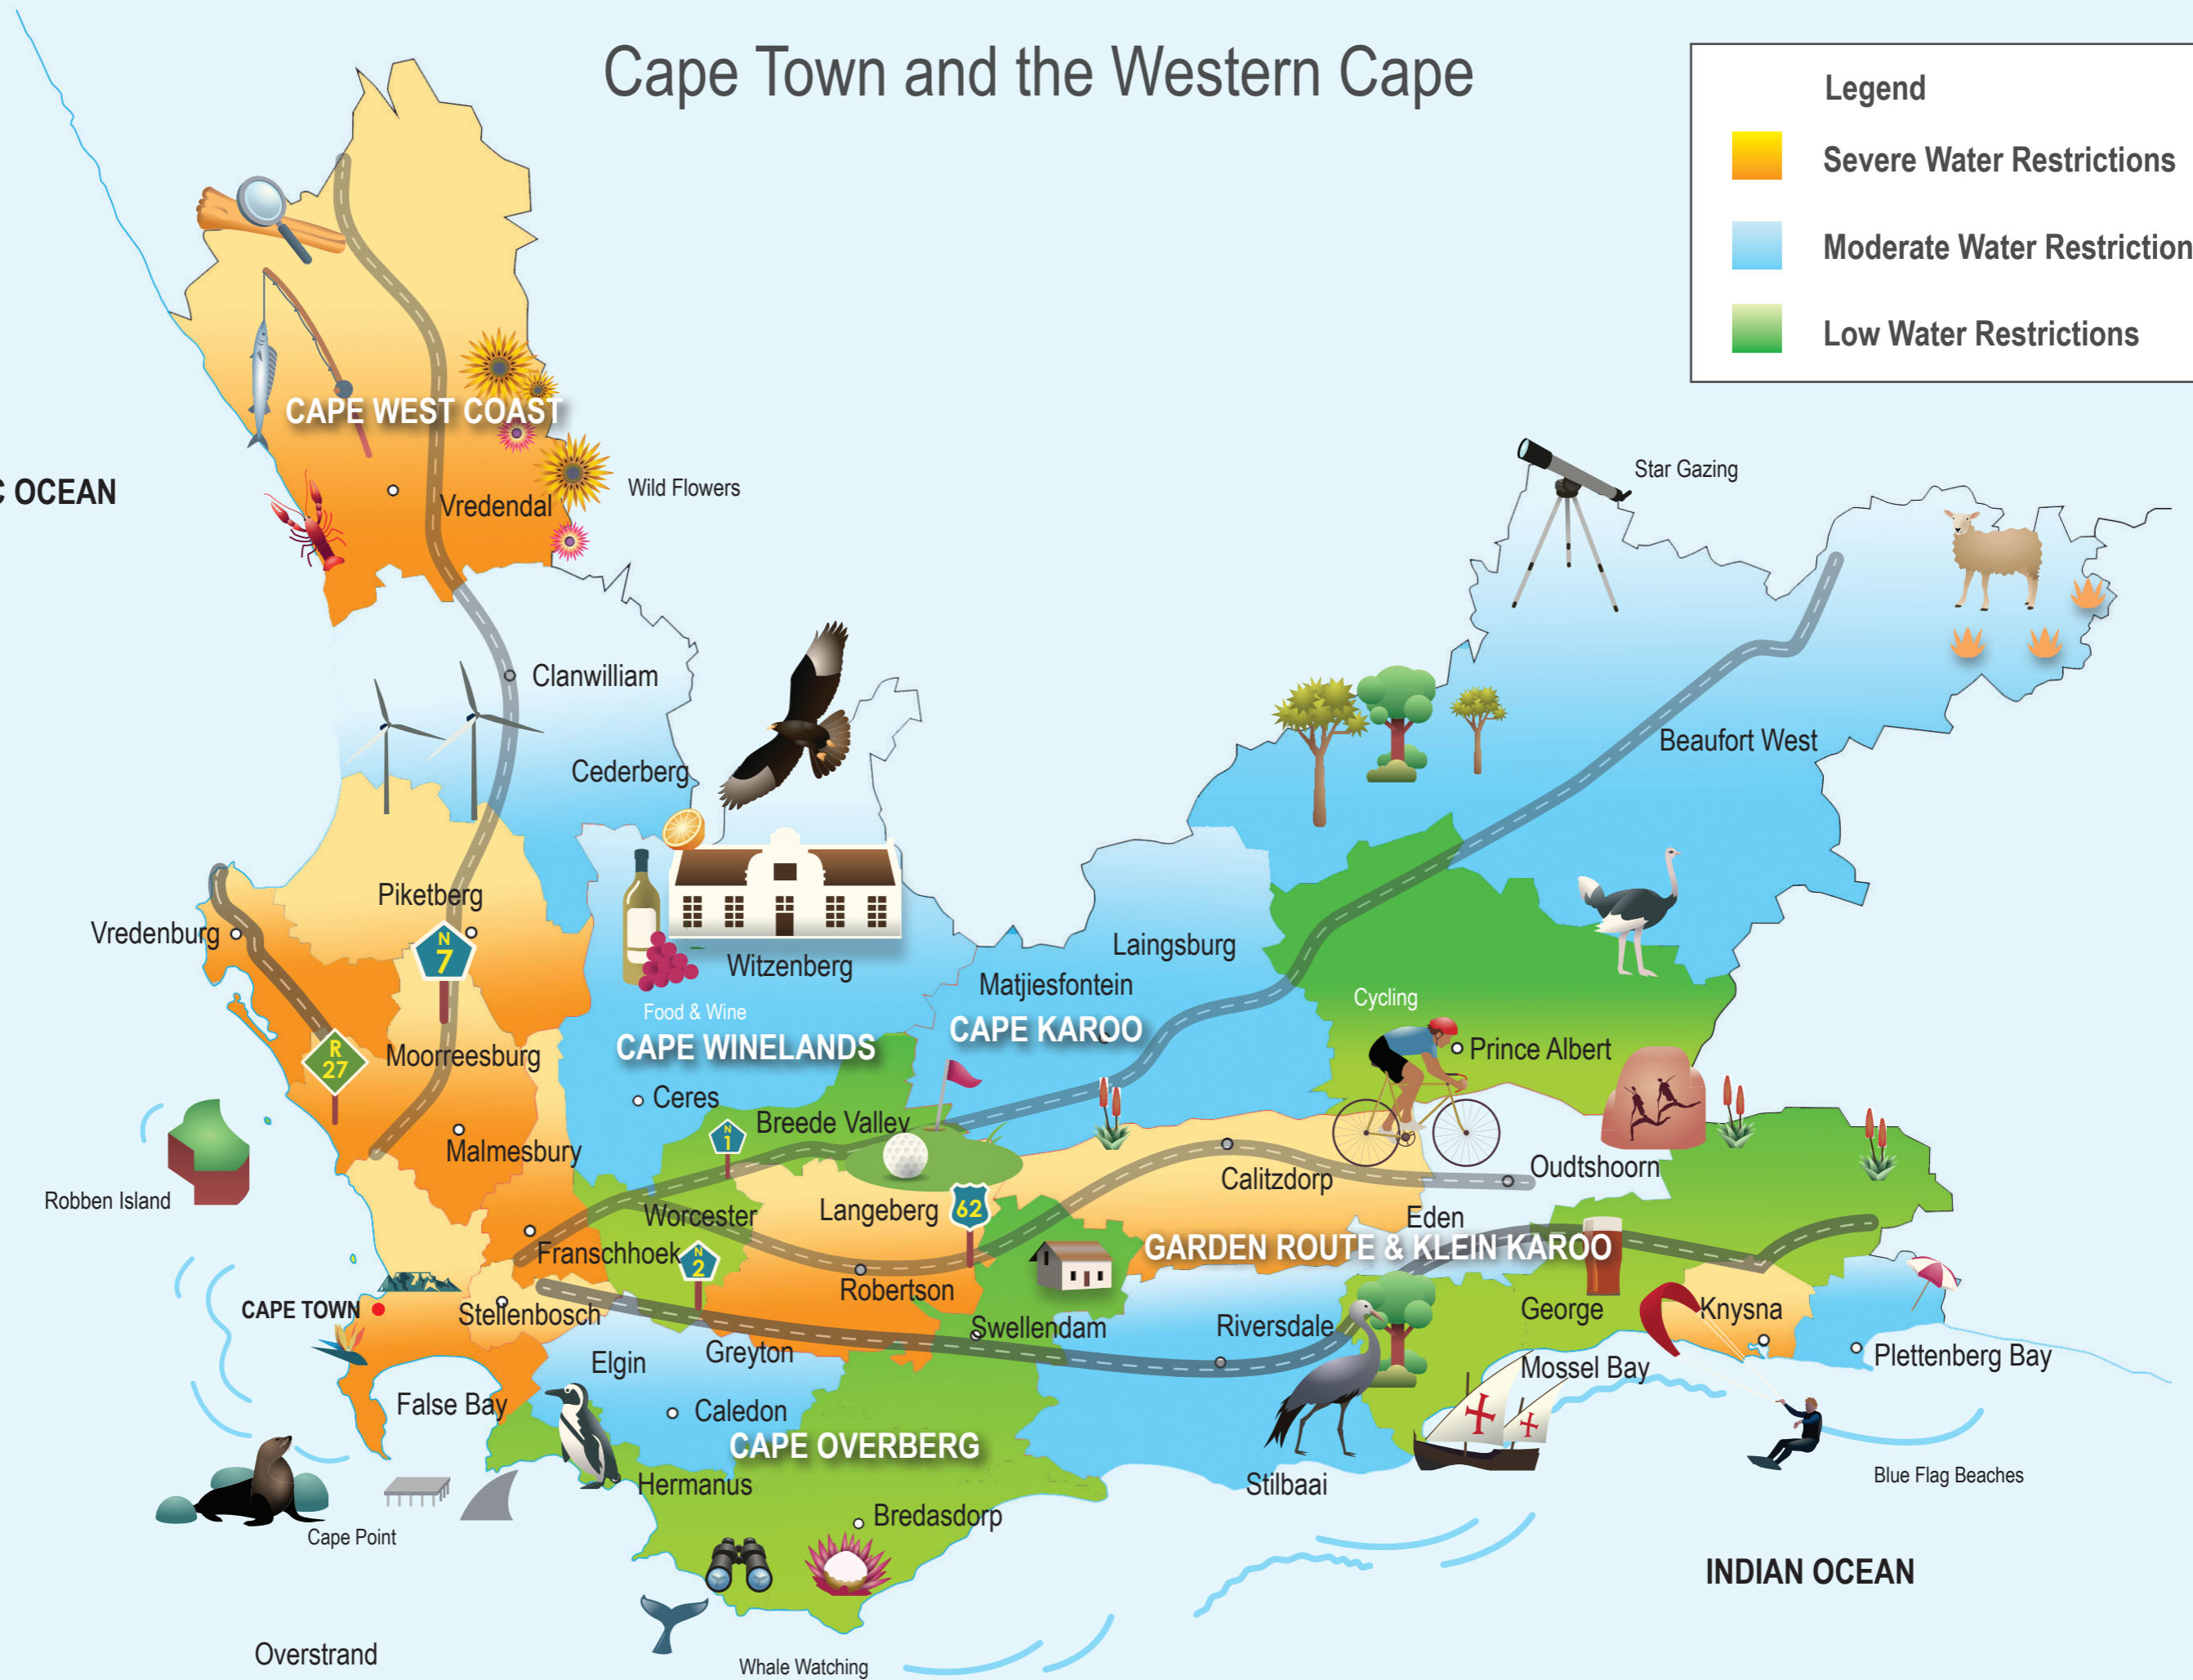 Cape Town and the Western Cape
Legend
Severe Water Restrictions
Moderate Water Restriction
Low Water Restrictions
CAPE WEST COAST
Star Gazing
C OCEAN
Vredendal
Wild Flowers
Clanwilliam
Cederberg
Beaufort West
Piketberg
Vredenburg
N
7
Witzenberg
Laingsburg
Matjiesfontein
Food & Wine
Cycling
CAPE WINELANDS
CAPE KAROO
R
27
Moorreesburg
Prince Albert
Ceres
Breede Valley
N
1
Malmesbury
Calitzdorp
Oudtshoorn
Robben Island
Worcester
Langeberg
62
Eden
Franschhoek
N
2
GARDEN ROUTE & KLEIN KAROO
Robertson
CAPE TOWN
Stellenbosch
Swellendam
Riversdale
George
Knysna
Elgin
Greyton
Mossel Bay
Plettenberg Bay
False Bay
Caledon
CAPE OVERBERG
Hermanus
Stilbaai
Blue Flag Beaches
Bredasdorp
Cape Point
INDIAN OCEAN
Overstrand
Whale Watching